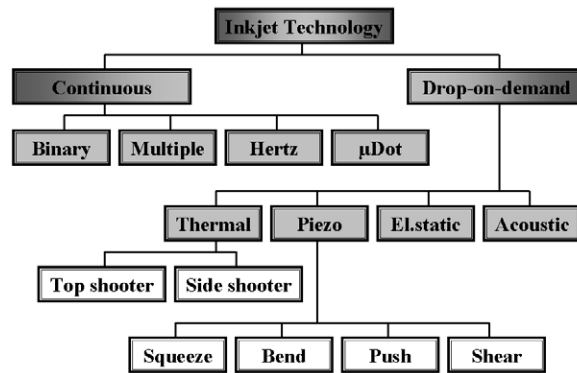 Inkjet Technology
Continuous
Drop-on-demand
Binary
Multiple
Hertz
µDot
Thermal
Piezo
El.static
Acoustic
Top shooter
Side shooter
Squeeze
Bend
Push
Shear